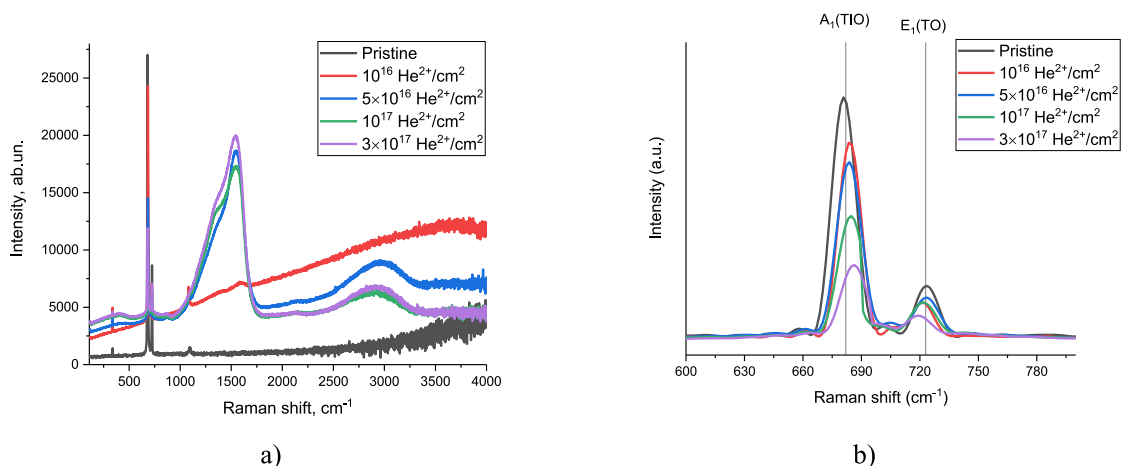 Pristine
10¹⁶ He²⁺/cm²
5×10¹⁶ He²⁺/cm²
10¹⁷ He²⁺/cm²
3×10¹⁷ He²⁺/cm²
Intensity, ab.un.
25000
20000
15000
10000
5000
0
500 1000 1500 2000 2500 3000 3500 4000
Raman shift, cm⁻¹
a)
A₁(TIO) E₁(TO)
Pristine
10¹⁶ He²⁺/cm²
5×10¹⁶ He²⁺/cm²
10¹⁷ He²⁺/cm²
3×10¹⁷ He²⁺/cm²
Intensity (a.u.)
600 630 660 690 720 750 780
Raman shift (cm⁻¹)
b)